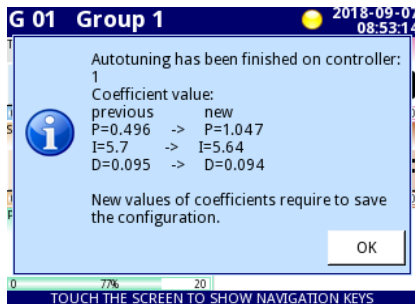 G 01 Group 1
2018-09-07
08:53:14
Autotuning has been finished on controller:
1
Coefficient value:
previous new
P=0.496 -> P=1.047
I=5.7 -> I=5.64
D=0.095 -> D=0.094
New values of coefficients require to save
the configuration.
OK
0 77% 20
TOUCH THE SCREEN TO SHOW NAVIGATION KEYS